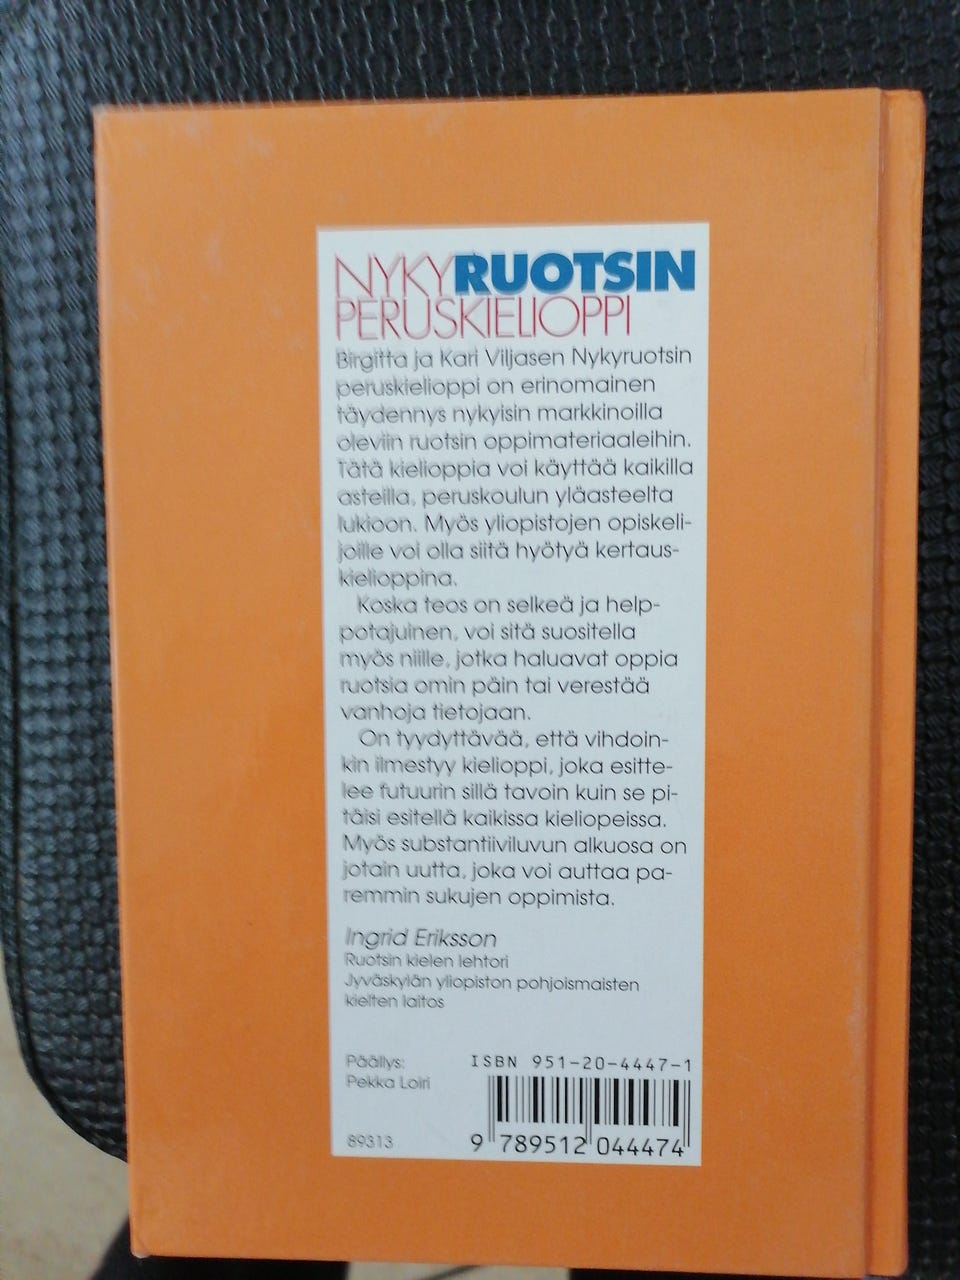 NYKYRUOTSIN
PERUSKIELIOPPI
Birgitta ja Kari Viljasen Nykyruotsin
peruskielioppi on erinomainen
täydennys nykyisin markkinoilla
oleviin ruotsin oppimateriaaleihin.
Tätä kielioppia voi käyttää kaikilla
asteilla, peruskoulun yläasteelta
lukioon. Myös yliopistojen opiskeli-
joille voi olla siitä hyötyä kertaus-
kielioppina.
Koska teos on selkeä ja help-
potajuinen, voi sitä suositella
myös niille, jotka haluavat oppia
ruotsia omin päin tai verestää
vanhoja tietojaan.
On tyydyttävää, että vihdoin-
kin ilmestyy kielioppi, joka esitte-
lee futuurin sillä tavoin kuin se pi-
täisi esitellä kaikissa kieliopeissa.
Myös substantiiviluvun alkuosa on
jotain uutta, joka voi auttaa pa-
remmin sukujen oppimista.
Ingrid Eriksson
Ruotsin kielen lehtori
Jyväskylän yliopiston pohjoismaisten
kielten laitos
Päällys:
Pekka Loiri
89313
ISBN 951-20-4447-1
9 789512 044474